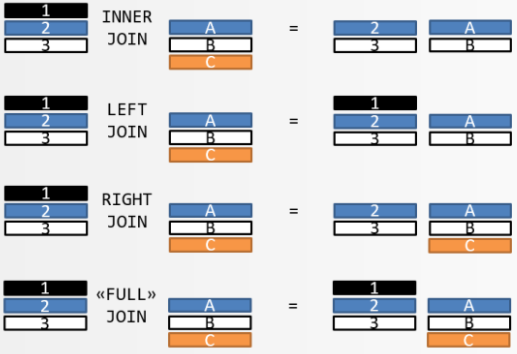 1
2 INNER A = 2 A
3 JOIN B 3 B
C
1 1
2 LEFT A = 2 A
3 JOIN B 3 B
C
1
2 RIGHT A = 2 A
3 JOIN B 3 B
C C
1 1
2 «FULL» A = 2 A
3 JOIN B 3 B
C C